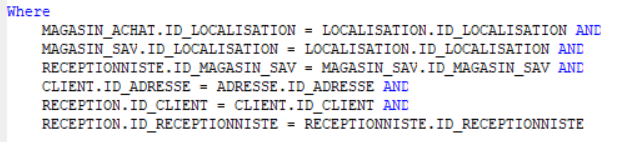 Where
MAGASIN_ACHAT.ID_LOCALISATION = LOCALISATION.ID_LOCALISATION AND
MAGASIN_SAV.ID_LOCALISATION = LOCALISATION.ID_LOCALISATION AND
RECEPTIONNISTE.ID_MAGASIN_SAV = MAGASIN_SAV.ID_MAGASIN_SAV AND
CLIENT.ID_ADRESSE = ADRESSE.ID_ADRESSE AND
RECEPTION.ID_CLIENT = CLIENT.ID_CLIENT AND
RECEPTION.ID_RECEPTIONNISTE = RECEPTIONNISTE.ID_RECEPTIONNISTE